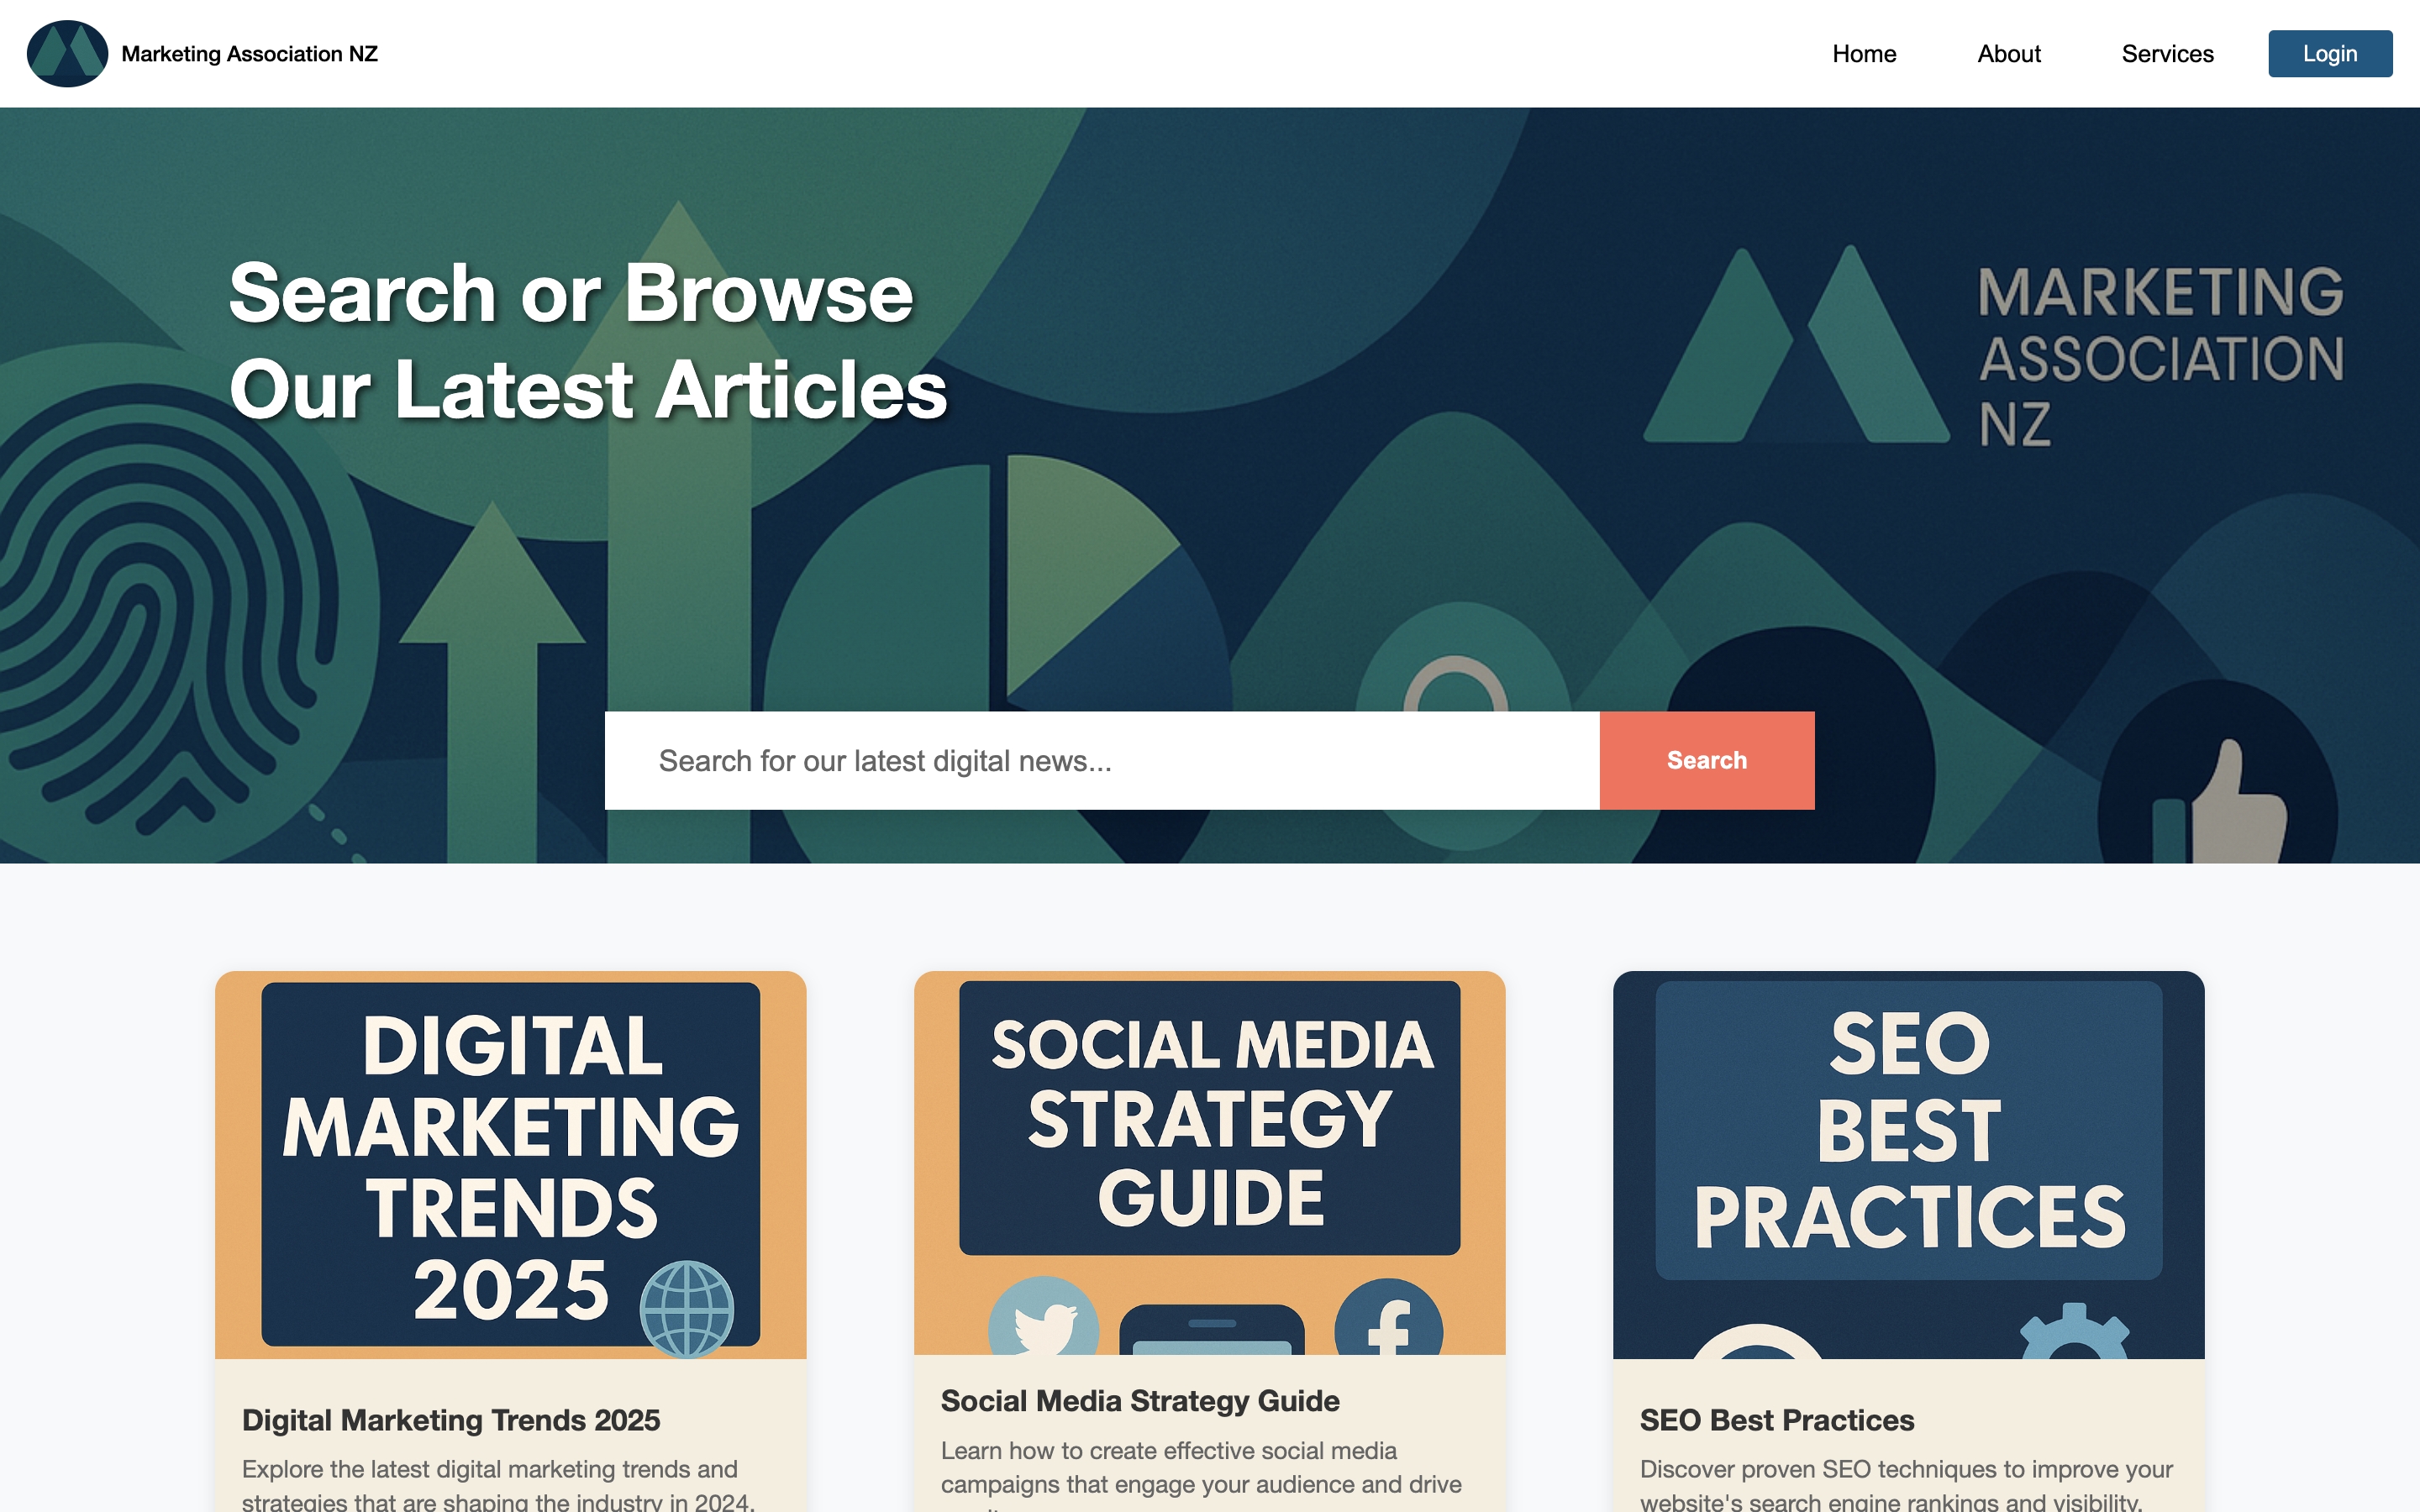 Marketing Association NZ
Home
About
Services
Login
Search or Browse
Our Latest Articles
MARKETING
ASSOCIATION
NZ
Search for our latest digital news...
Search
DIGITAL
MARKETING
TRENDS
2025
Digital Marketing Trends 2025
Explore the latest digital marketing trends and
strategies that are shaping the industry in 2024.
SOCIAL MEDIA
STRATEGY
GUIDE
Social Media Strategy Guide
Learn how to create effective social media
campaigns that engage your audience and drive
SEO
BEST
PRACTICES
SEO Best Practices
Discover proven SEO techniques to improve your
website's search engine rankings and visibility.